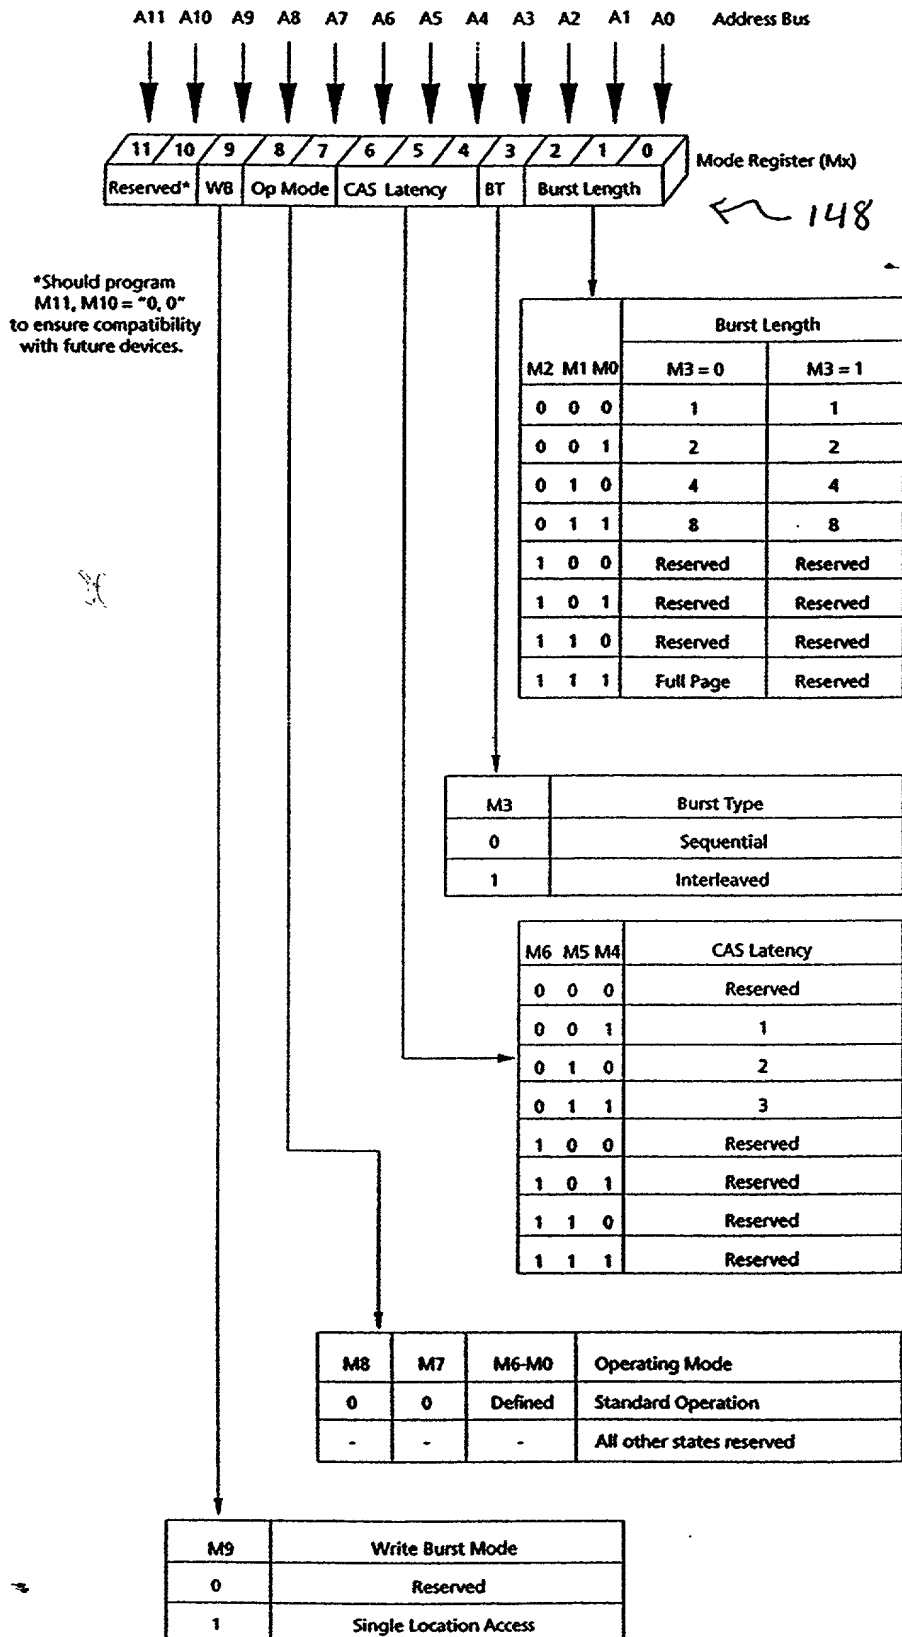 A11 A10 A9 A8 A7 A6 A5 A4 A3 A2 A1 A0 Address Bus
11 10 9 8 7 6 5 4 3 2 1 0 Mode Register (Mx)
Reserved* WB Op Mode CAS Latency BT Burst Length
148
*Should program
M11, M10 = "0, 0"
to ensure compatibility
with future devices.
Burst Length
M2 M1 M0 M3 = 0 M3 = 1
0 0 0 1 1
0 0 1 2 2
0 1 0 4 4
0 1 1 8 8
1 0 0 Reserved Reserved
1 0 1 Reserved Reserved
1 1 0 Reserved Reserved
1 1 1 Full Page Reserved
M3 Burst Type
0 Sequential
1 Interleaved
M6 M5 M4 CAS Latency
0 0 0 Reserved
0 0 1 1
0 1 0 2
0 1 1 3
1 0 0 Reserved
1 0 1 Reserved
1 1 0 Reserved
1 1 1 Reserved
M8 M7 M6-M0 Operating Mode
0 0 Defined Standard Operation
- - - All other states reserved
M9 Write Burst Mode
0 Reserved
1 Single Location Access